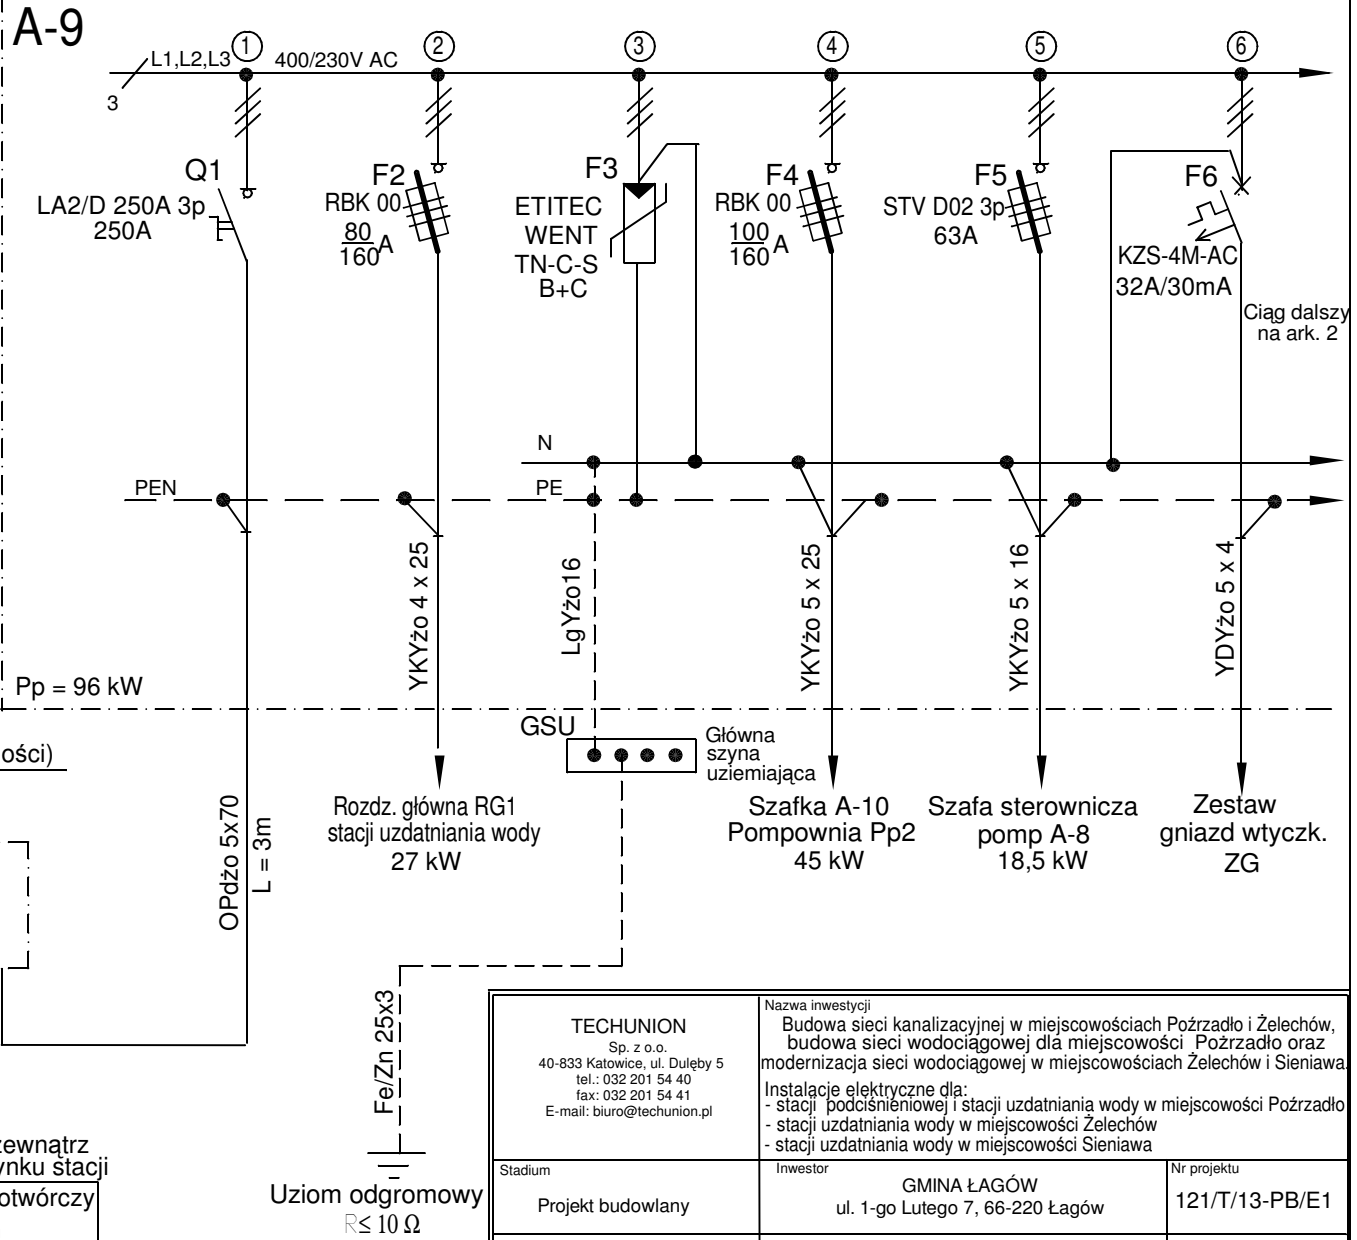 A-9
1
2
3
4
5
6
L1,L2,L3
400/230V AC
3
Q1
LA2/D 250A 3p
250A
F2
RBK 00
80
160
A
F3
ETITEC
WENT
TN-C-S
B+C
F4
RBK 00
100
160
A
F5
STV D02 3p
63A
F6
KZS-4M-AC
32A/30mA
Ciąg dalszy
na ark. 2
N
PEN
PE
YKYżo 4 x 25
LgYżo16
YKYżo 5 x 25
YKYżo 5 x 16
YDYżo 5 x 4
Pp = 96 kW
GSU
Główna
szyna
uziemiająca
ości)
OPdżo 5x70
L = 3m
Rozdz. główna RG1
stacji uzdatniania wody
27 kW
Szafka A-10
Pompownia Pp2
45 kW
Szafa sterownicza
pomp A-8
18,5 kW
Zestaw
gniazd wtyczk.
ZG
Fe/Zn 25x3
Uziom odgromowy
R≤ 10 Ω
zewnątrz
ynku stacji
otwórczy
TECHUNION
Sp. z o.o.
40-833 Katowice, ul. Dulęby 5
tel.: 032 201 54 40
fax: 032 201 54 41
E-mail: biuro@techunion.pl
Nazwa inwestycji
Budowa sieci kanalizacyjnej w miejscowościach Poźrzadło i Żelechów,
budowa sieci wodociągowej dla miejscowości Pożrzadło oraz
modernizacja sieci wodociągowej w miejscowościach Żelechów i Sieniawa.
Instalacje elektryczne dla:
- stacji podciśnieniowej i stacji uzdatniania wody w miejscowości Poźrzadło
- stacji uzdatniania wody w miejscowości Żelechów
- stacji uzdatniania wody w miejscowości Sieniawa
Stadium
Projekt budowlany
Inwestor
GMINA ŁAGÓW
ul. 1-go Lutego 7, 66-220 Łagów
Nr projektu
121/T/13-PB/E1